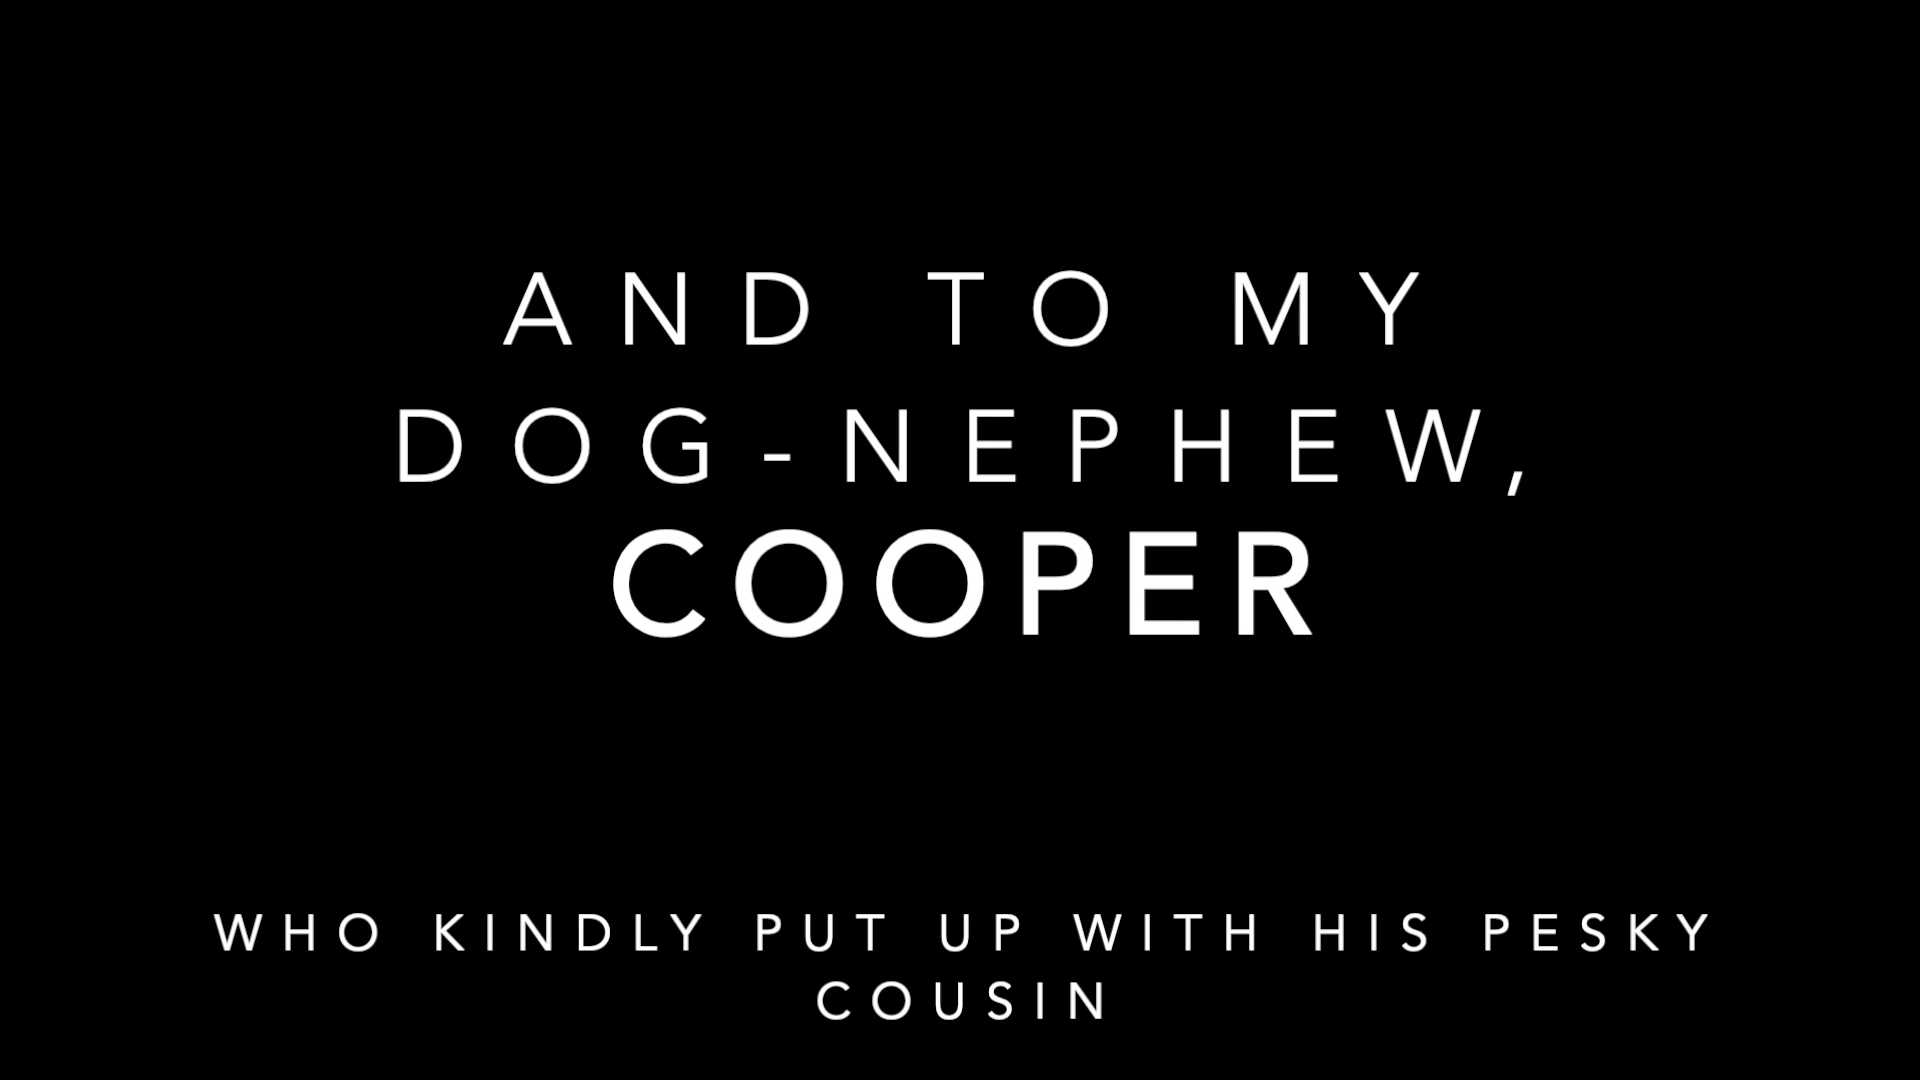 AND TO MY
DOG-NEPHEW,
COOPER
WHO KINDLY PUT UP WITH HIS PESKY
COUSIN